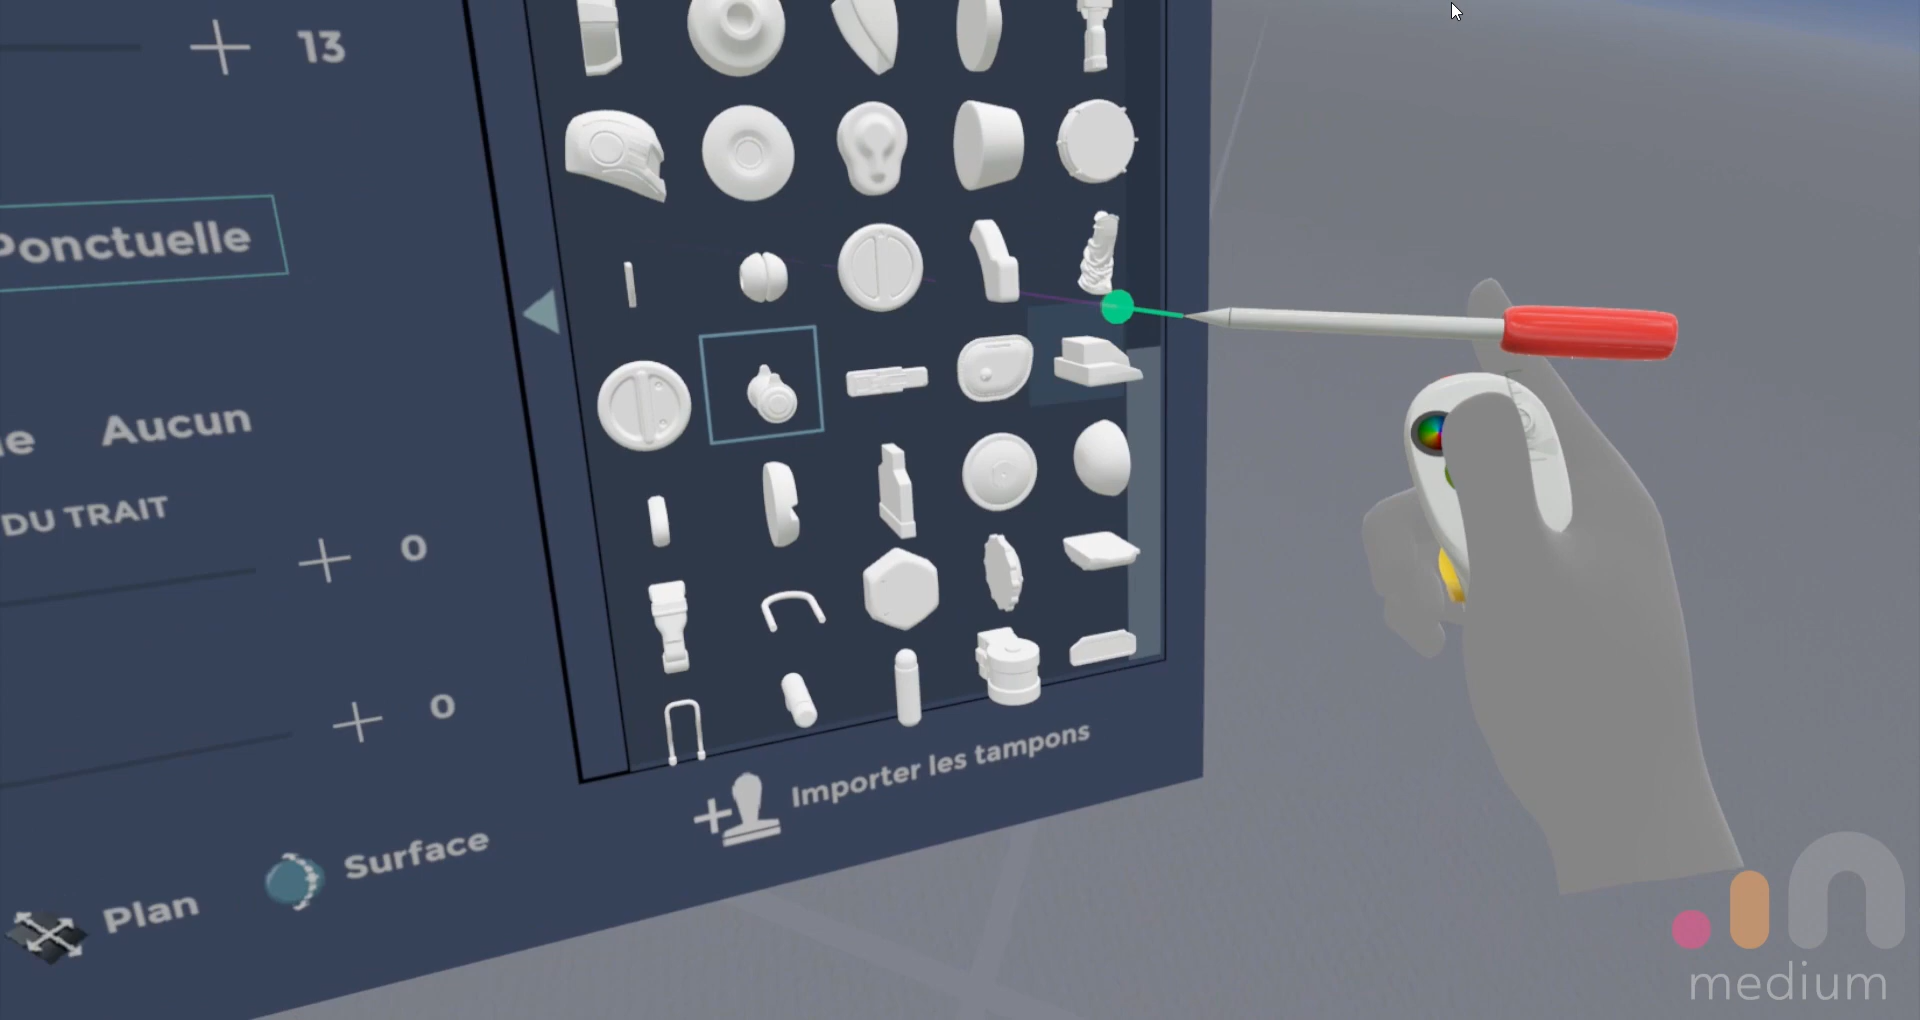 13
Ponctuelle
Aucun
DU TRAIT
0
0
Importer les tampons
Surface
Plan
medium